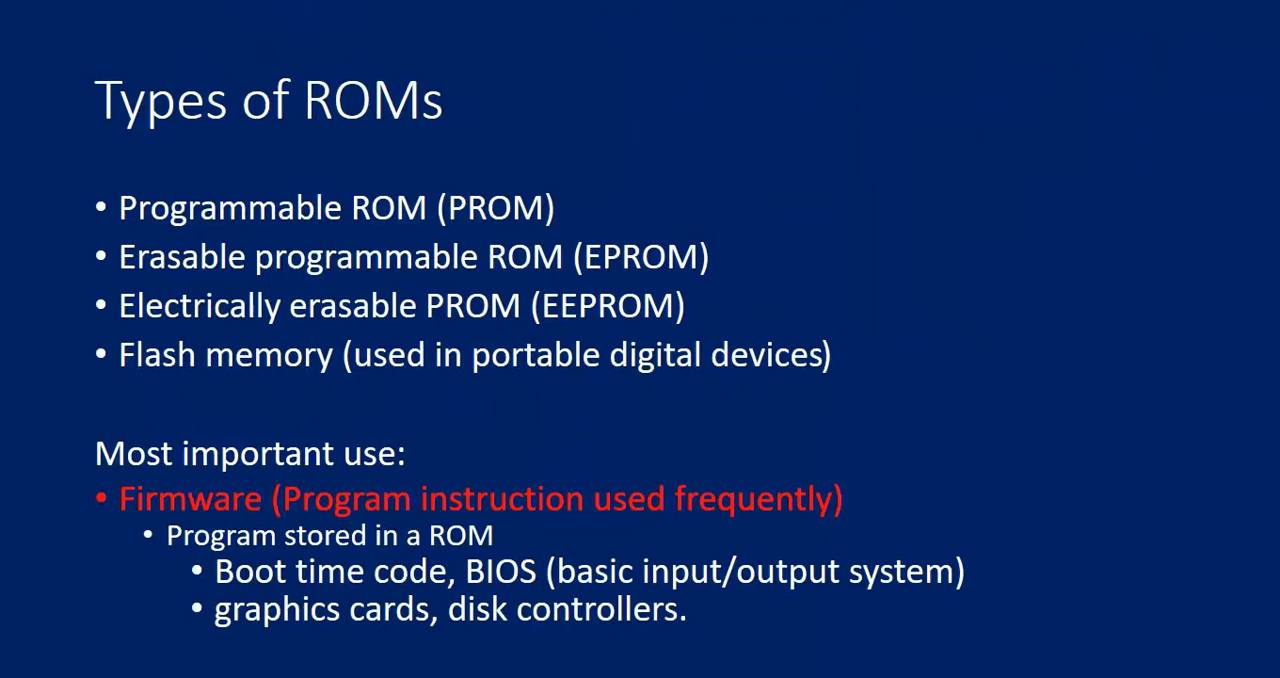 Types of ROMs
• Programmable ROM (PROM)
• Erasable programmable ROM (EPROM)
• Electrically erasable PROM (EEPROM)
• Flash memory (used in portable digital devices)
Most important use:
• Firmware (Program instruction used frequently)
• Program stored in a ROM
• Boot time code, BIOS (basic input/output system)
• graphics cards, disk controllers.